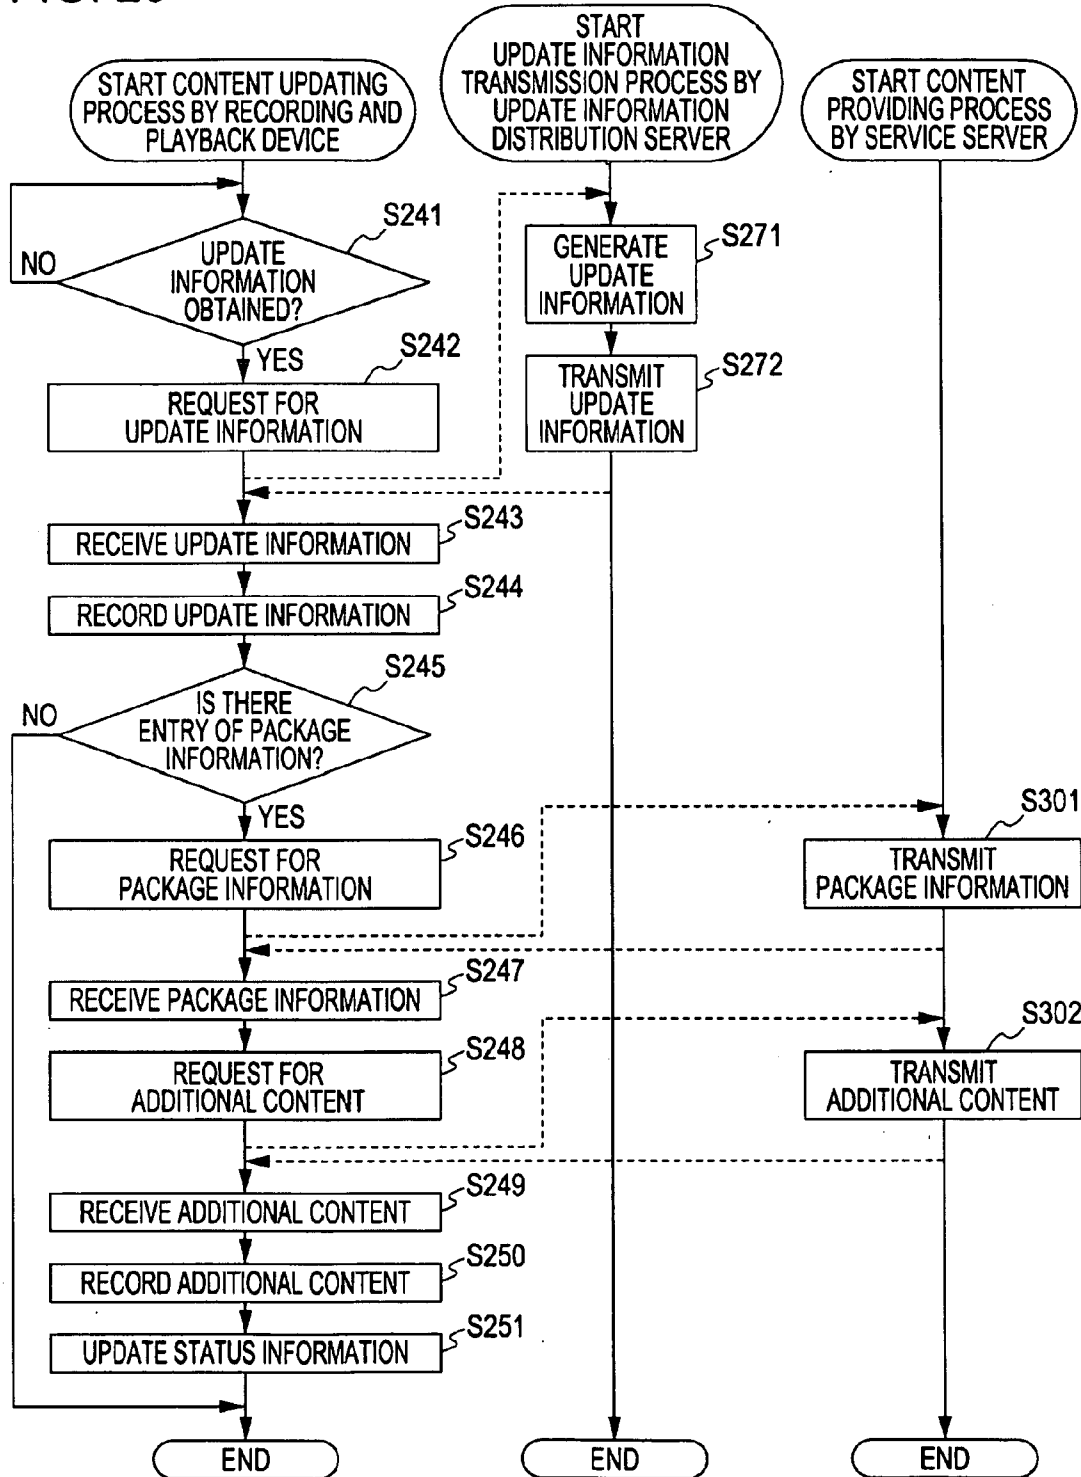 START CONTENT UPDATING
PROCESS BY RECORDING AND
PLAYBACK DEVICE
START
UPDATE INFORMATION
TRANSMISSION PROCESS BY
UPDATE INFORMATION
DISTRIBUTION SERVER
START CONTENT
PROVIDING PROCESS
BY SERVICE SERVER
S241
UPDATE
INFORMATION
OBTAINED?
NO
YES
S242
REQUEST FOR
UPDATE INFORMATION
S271
GENERATE
UPDATE
INFORMATION
S272
TRANSMIT
UPDATE
INFORMATION
S243
RECEIVE UPDATE INFORMATION
S244
RECORD UPDATE INFORMATION
S245
IS THERE
ENTRY OF PACKAGE
INFORMATION?
NO
YES
S246
REQUEST FOR
PACKAGE INFORMATION
S301
TRANSMIT
PACKAGE INFORMATION
S247
RECEIVE PACKAGE INFORMATION
S248
REQUEST FOR
ADDITIONAL CONTENT
S302
TRANSMIT
ADDITIONAL CONTENT
S249
RECEIVE ADDITIONAL CONTENT
S250
RECORD ADDITIONAL CONTENT
S251
UPDATE STATUS INFORMATION
END
END
END